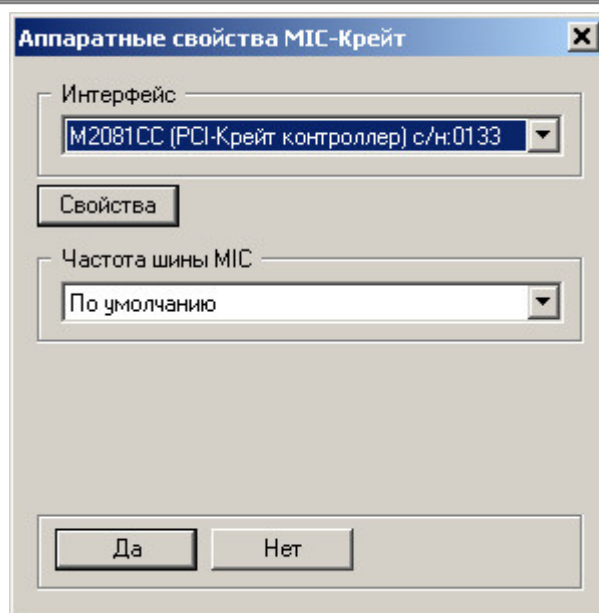 Аппаратные свойства MIC-Крейт
Интерфейс
M2081CC (PCI-Крейт контроллер) с/н:0133
Свойства
Частота шины MIC
По умолчанию
Да
Нет